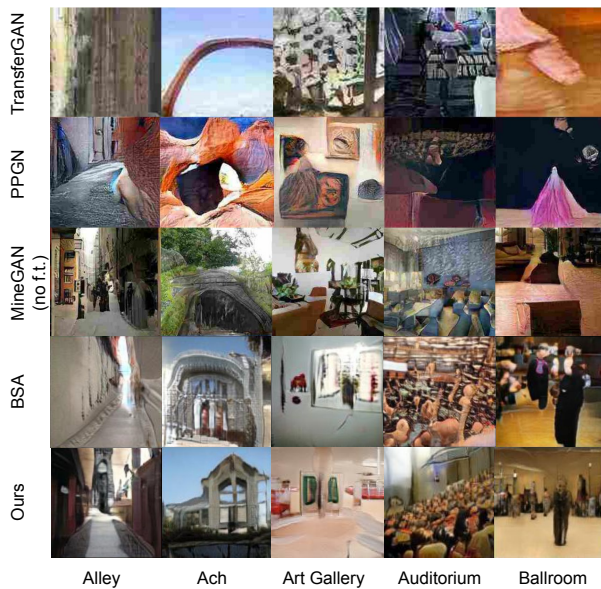 TransferGAN
PPGN
MineGAN
(no f.t.)
BSA
Ours
Alley
Ach
Art Gallery
Auditorium
Ballroom